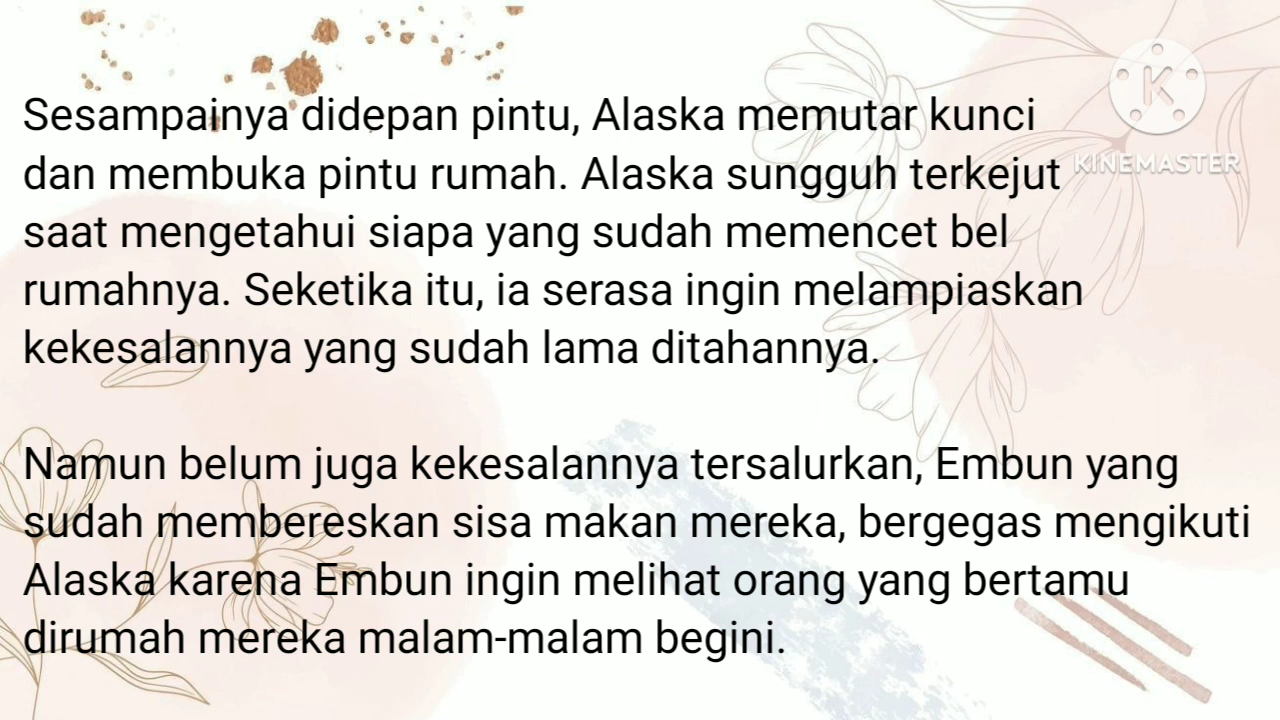 Sesampainya didepan pintu, Alaska memutar kunci
dan membuka pintu rumah. Alaska sungguh terkejut
saat mengetahui siapa yang sudah memencet bel
rumahnya. Seketika itu, ia serasa ingin melampiaskan
kekesalannya yang sudah lama ditahannya.
Namun belum juga kekesalannya tersalurkan, Embun yang
sudah membereskan sisa makan mereka, bergegas mengikuti
Alaska karena Embun ingin melihat orang yang bertamu
dirumah mereka malam-malam begini.
K
KINEMASTER